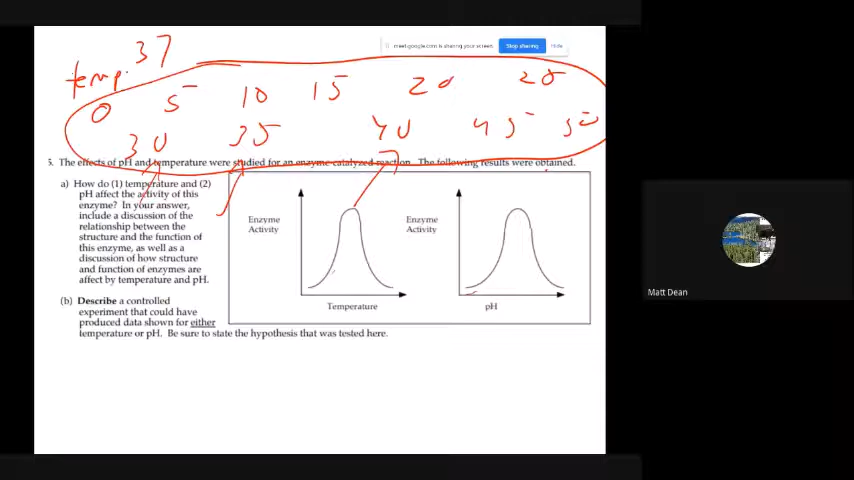 37
meet.google.com is sharing your screen. Stop sharing Hide
temp.
0 5 10 15 20 25
30 35 40 45 50
5. The effects of pH and temperature were studied for an enzyme-catalyzed reaction. The following results were obtained.
a) How do (1) temperature and (2)
pH affect the activity of this
enzyme? In your answer,
include a discussion of the
relationship between the
structure and the function of
this enzyme, as well as a
discussion of how structure
and function of enzymes are
affect by temperature and pH.
(b) Describe a controlled
experiment that could have
produced data shown for either
temperature or pH. Be sure to state the hypothesis that was tested here.
Enzyme
Activity
Temperature
Enzyme
Activity
pH
Matt Dean